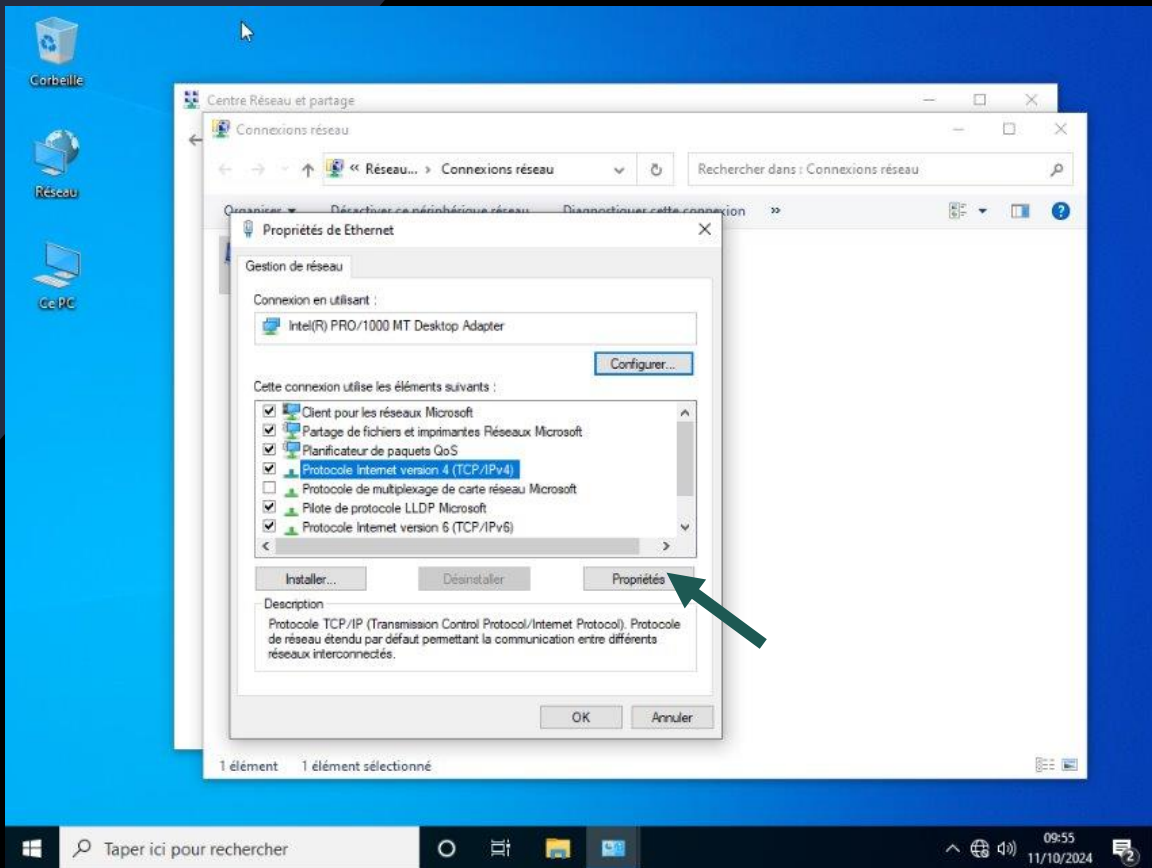 Corbeille
Réseau
Ce PC
Centre Réseau et partage
Connexions réseau
« Réseau... › Connexions réseau
Rechercher dans : Connexions réseau
Organiser
Désactiver ce périphérique réseau
Diagnostiquer cette connexion
»
Propriétés de Ethernet
Gestion de réseau
Connexion en utilisant :
Intel(R) PRO/1000 MT Desktop Adapter
Configurer...
Cette connexion utilise les éléments suivants :
Client pour les réseaux Microsoft
Partage de fichiers et imprimantes Réseaux Microsoft
Planificateur de paquets QoS
Protocole Internet version 4 (TCP/IPv4)
Protocole de multiplexage de carte réseau Microsoft
Pilote de protocole LLDP Microsoft
Protocole Internet version 6 (TCP/IPv6)
Installer...
Désinstaller
Propriétés
Description
Protocole TCP/IP (Transmission Control Protocol/Internet Protocol). Protocole
de réseau étendu par défaut permettant la communication entre différents
réseaux interconnectés.
OK
Annuler
1 élément
1 élément sélectionné
Taper ici pour rechercher
09:55
11/10/2024
2